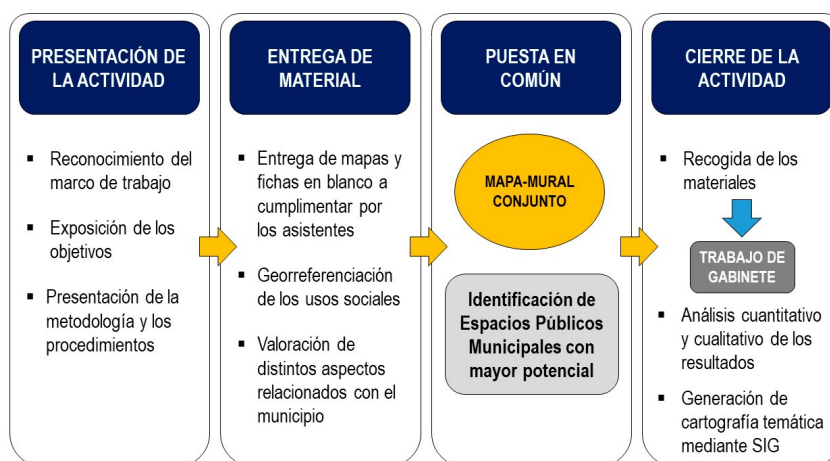 PRESENTACIÓN DE
LA ACTIVIDAD
▪ Reconocimiento del
marco de trabajo
▪ Exposición de los
objetivos
▪ Presentación de la
metodología y los
procedimientos
ENTREGA DE
MATERIAL
▪ Entrega de mapas y
fichas en blanco a
cumplimentar por
los asistentes
▪ Georreferenciación
de los usos sociales
▪ Valoración de
distintos aspectos
relacionados con el
municipio
PUESTA EN
COMÚN
MAPA-MURAL
CONJUNTO
Identificación de
Espacios Públicos
Municipales con
mayor potencial
CIERRE DE LA
ACTIVIDAD
▪ Recogida de los
materiales
TRABAJO DE
GABINETE
▪ Análisis cuantitativo
y cualitativo de los
resultados
▪ Generación de
cartografía temática
mediante SIG